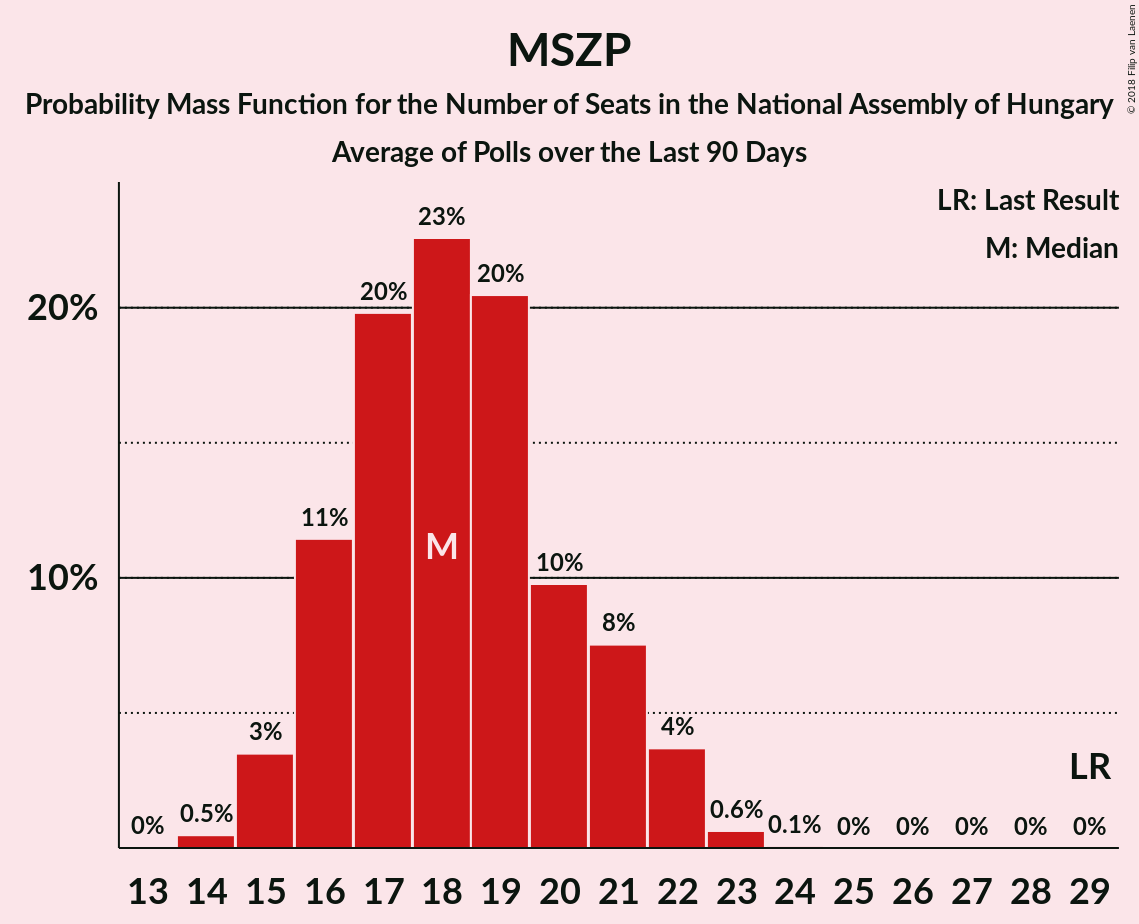 MSZP
Probability Mass Function for the Number of Seats in the National Assembly of Hungary
Average of Polls over the Last 90 Days
© 2018 Filip van Laenen
LR: Last Result
M: Median
23%
20%
20%
20%
11%
M
10%
10%
8%
3%
4%
LR
0%
0.5%
0.6%
0.1%
0%
0%
0%
0%
0%
13 14 15 16 17 18 19 20 21 22 23 24 25 26 27 28 29